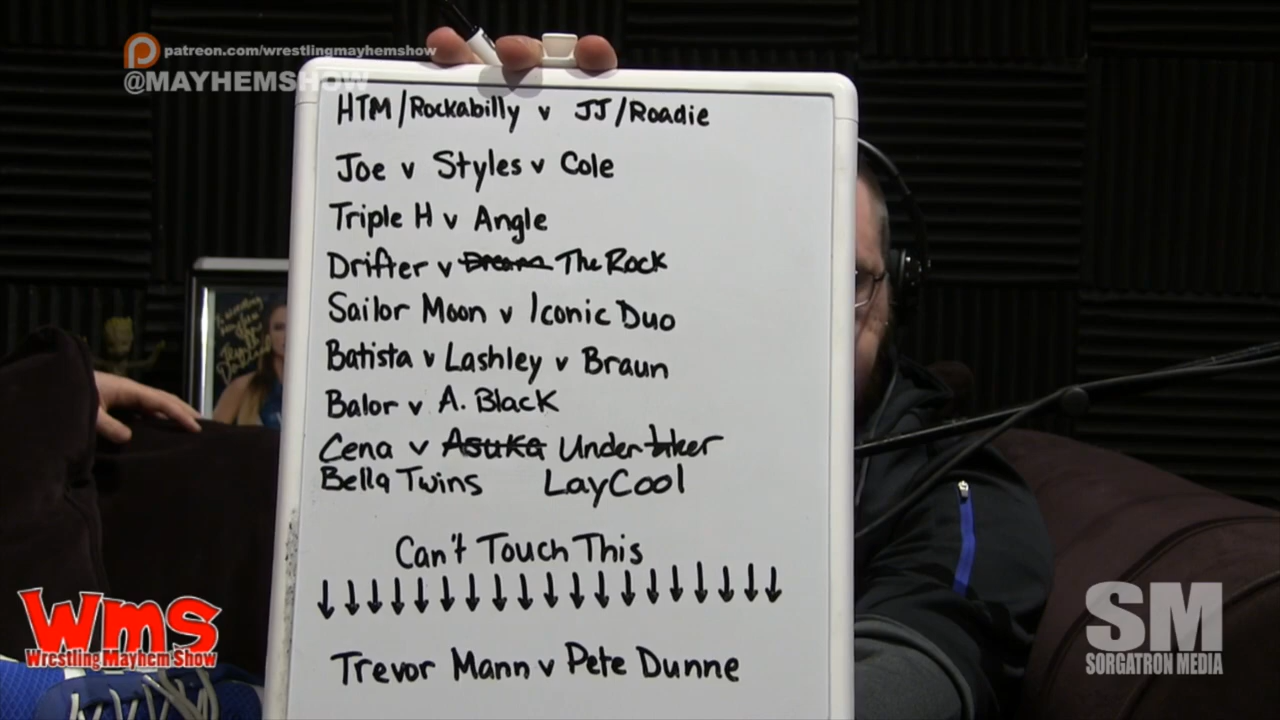 patreon.com/wrestlingmayhemshow
@MAYHEMSHOW
HTM/Rockabilly v JJ/Roadie
Joe v Styles v Cole
Triple H v Angle
Drifter v Dream The Rock
Sailor Moon v Iconic Duo
Batista v Lashley v Braun
Balor v A. Black
Cena v Asuka Undertaker
Bella Twins LayCool
Can't Touch This
Trevor Mann v Pete Dunne
wms
Wrestling Mayhem Show
SM
SORGATRON MEDIA